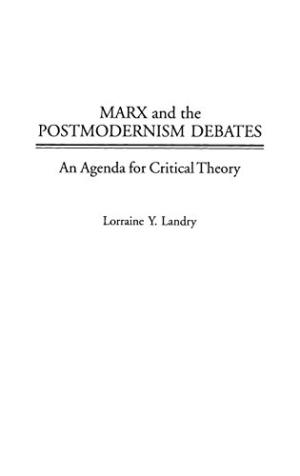 MARX and the
POSTMODERNISM DEBATES
An Agenda for Critical Theory
Lorraine Y. Landry